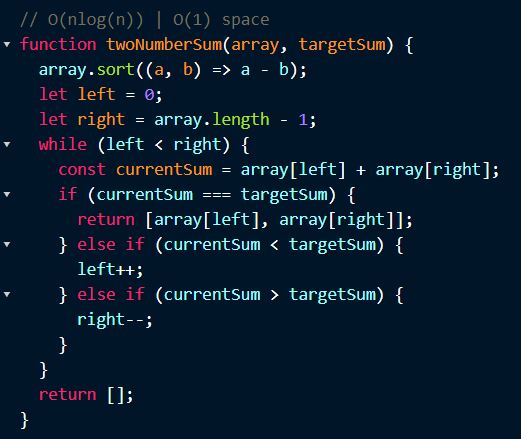 // O(nlog(n)) | O(1) space
function twoNumberSum(array, targetSum) {
  array.sort((a, b) => a - b);
  let left = 0;
  let right = array.length - 1;
  while (left < right) {
    const currentSum = array[left] + array[right];
    if (currentSum === targetSum) {
      return [array[left], array[right]];
    } else if (currentSum < targetSum) {
      left++;
    } else if (currentSum > targetSum) {
      right--;
    }
  }
  return [];
}